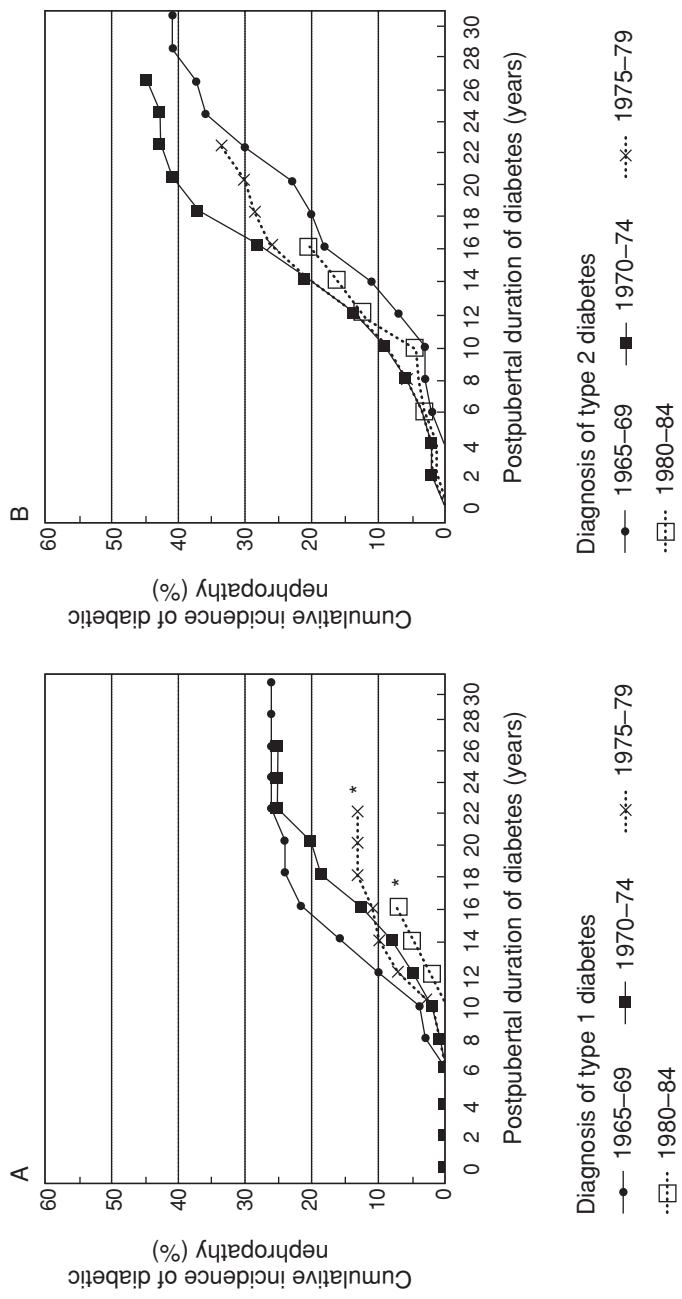 A
Cumulative incidence of diabetic
nephropathy (%)
60
50
40
30
20
10
0
0 2 4 6 8 10 12 14 16 18 20 22 24 26 28 30
Postpubertal duration of diabetes (years)
*
*
Diagnosis of type 1 diabetes
1965–69 1970–74 1975–79
1980–84
B
Cumulative incidence of diabetic
nephropathy (%)
60
50
40
30
20
10
0
0 2 4 6 8 10 12 14 16 18 20 22 24 26 28 30
Postpubertal duration of diabetes (years)
Diagnosis of type 2 diabetes
1965–69 1970–74 1975–79
1980–84